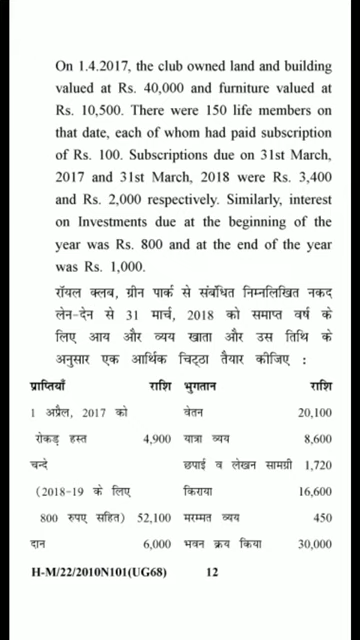 On 1.4.2017, the club owned land and building
valued at Rs. 40,000 and furniture valued at
Rs. 10,500. There were 150 life members on
that date, each of whom had paid subscription
of Rs. 100. Subscriptions due on 31st March,
2017 and 31st March, 2018 were Rs. 3,400
and Rs. 2,000 respectively. Similarly, interest
on Investments due at the beginning of the
year was Rs. 800 and at the end of the year
was Rs. 1,000.
रॉयल क्लब, ग्रीन पार्क से संबंधित निम्नलिखित नकद
लेन-देन से 31 मार्च, 2018 को समाप्त वर्ष के
लिए आय और व्यय खाता और उस तिथि के
अनुसार एक आर्थिक चिट्ठा तैयार कीजिए :
प्राप्तियाँ राशि भुगतान राशि
1 अप्रैल, 2017 को वेतन 20,100
रोकड़ हस्त 4,900 यात्रा व्यय 8,600
चन्दे छपाई व लेखन सामग्री 1,720
(2018-19 के लिए किराया 16,600
800 रुपए सहित) 52,100 मरम्मत व्यय 450
दान 6,000 भवन क्रय किया 30,000
H-M/22/2010N101(UG68) 12